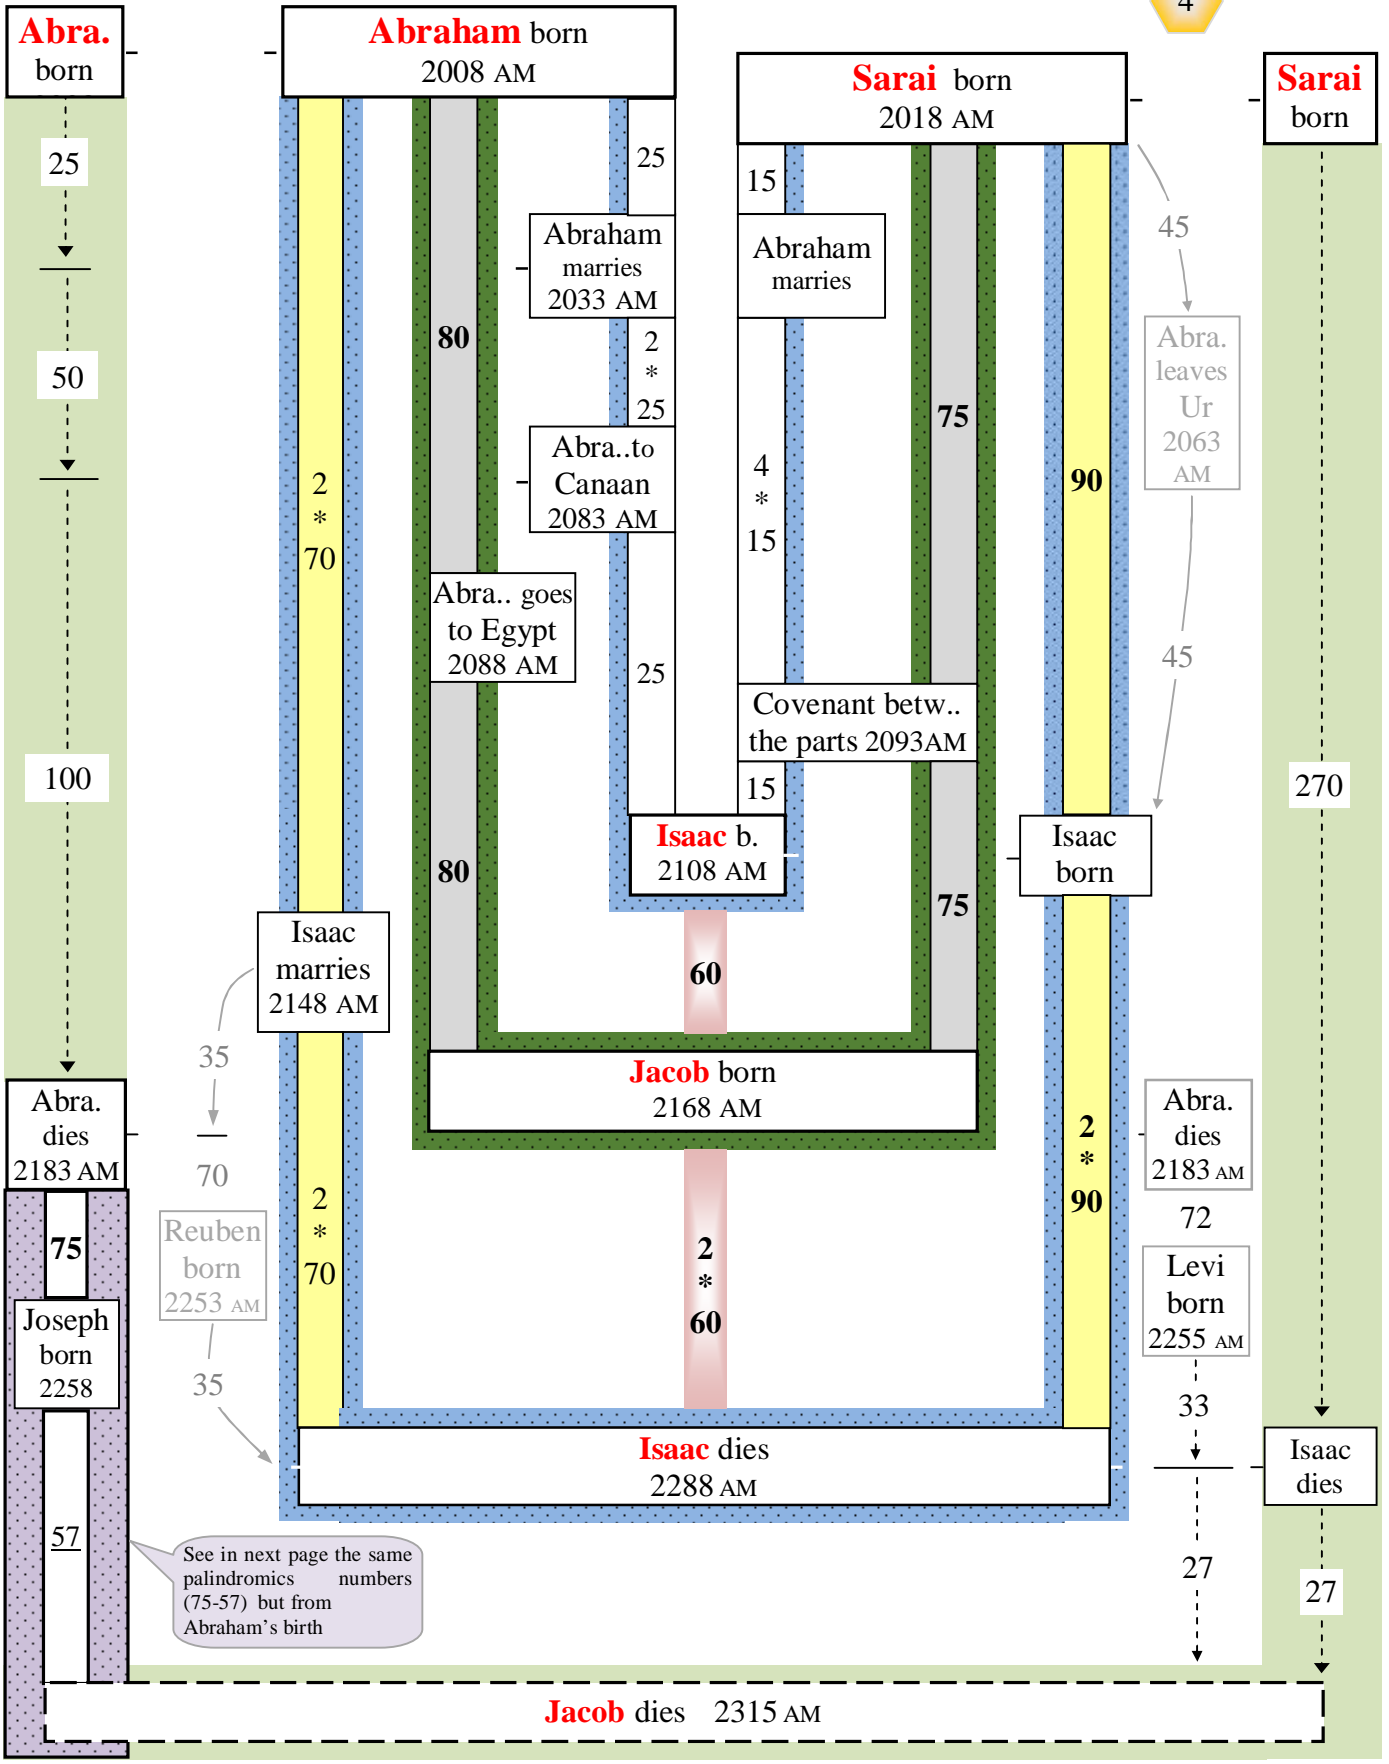 4
Abra.
born
Abraham born
2008 AM
Sarai born
2018 AM
Sarai
born
25
50
100
Abra.
dies
2183 AM
75
Joseph
born
2258
57
2
*
70
Isaac
marries
2148 AM
2
*
70
35
70
Reuben
born
2253 AM
35
80
Abra.. goes
to Egypt
2088 AM
80
25
Abraham
marries
2033 AM
2
*
25
Abra..to
Canaan
2083 AM
25
15
Abraham
marries
4
*
15
Covenant betw..
the parts 2093AM
15
Isaac b.
2108 AM
60
75
75
Jacob born
2168 AM
2
*
60
90
Isaac
born
2
*
90
45
Abra.
leaves
Ur
2063
AM
45
Abra.
dies
2183 AM
72
Levi
born
2255 AM
33
27
270
Isaac
dies
27
Isaac dies
2288 AM
See in next page the same
palindromics numbers
(75-57) but from
Abraham’s birth
Jacob dies 2315 AM